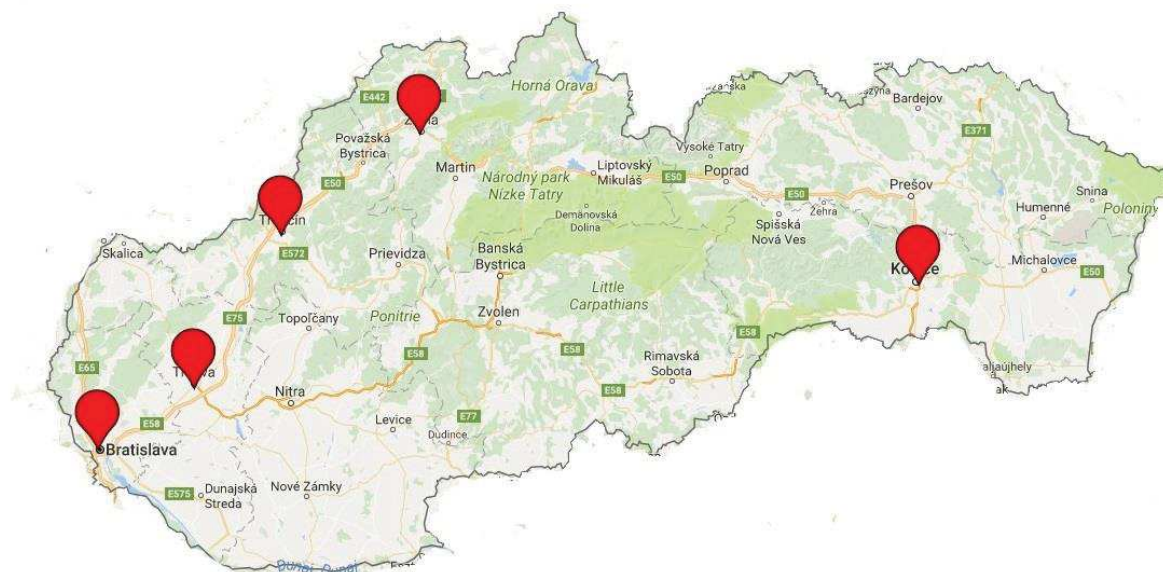 Horná Orava
E442
Považská
Bystrica
Martin
Národný park
Nízke Tatry
Liptovský
Mikuláš
E50
Vysoké Tatry
Poprad
Bardejov
E371
E50
E50
Prešov
Snina
Poloniny
Humenné
Skalica
E572
Prievidza
Banská
Bystrica
Demänovská
Dolina
Spišská
Nová Ves
Žehra
Michalovce
E50
Little
Carpathians
Topoľčany
Ponitrie
Zvolen
E75
E58
E58
E58
Rimavská
Sobota
E58
E65
Nitra
E58
E77
Levice
Dudince
Bratislava
E575
Dunajská
Streda
Nové Zámky